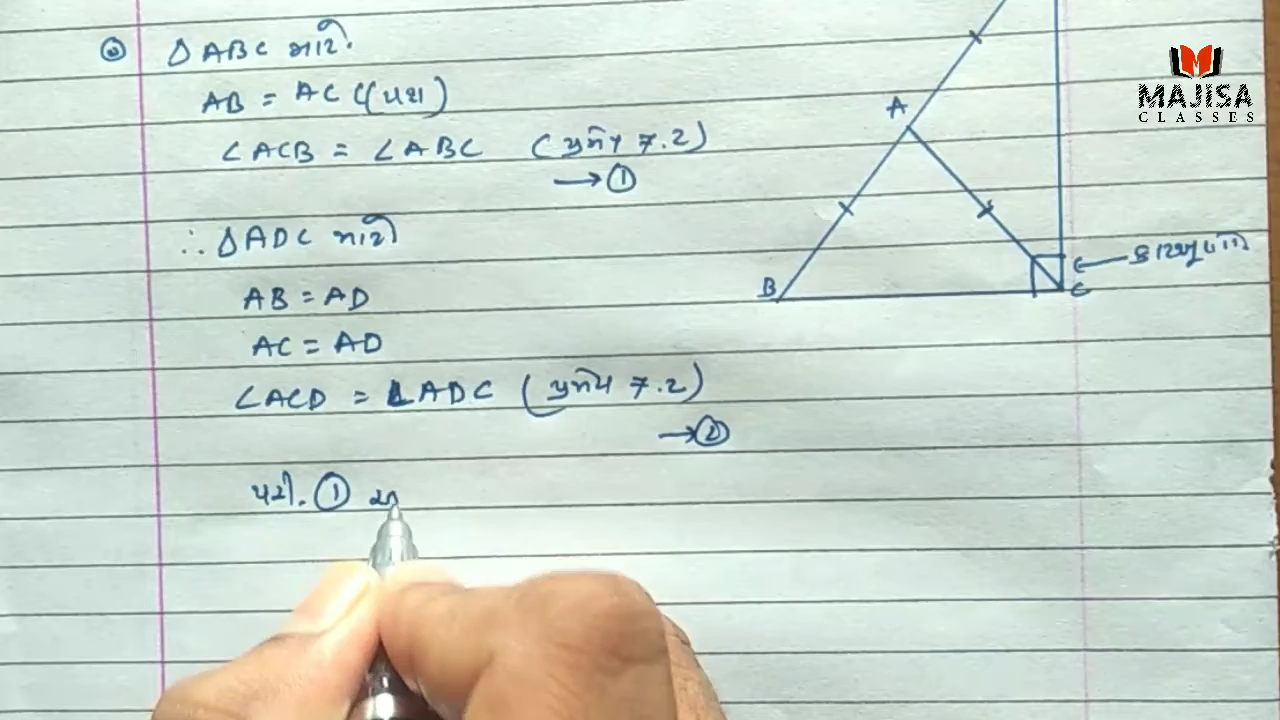 Δ ABC માટે.
AB = AC (પક્ષ)
∠ACB = ∠ABC (પ્રમેય 7.2)
→ ①
∴ ΔADC માટે
AB = AD
AC = AD
∠ACD = ∠ADC (પ્રમેય 7.2)
→ ②
પરી. ①
A
B
C
MAJISA
CLASSES